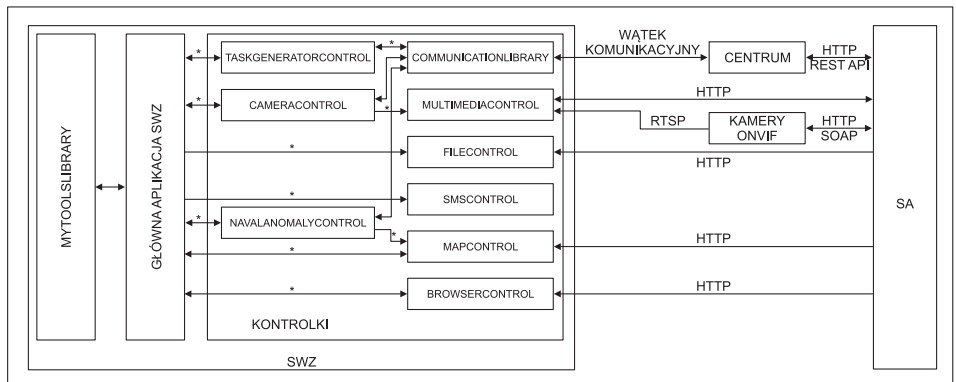 MYTOOLSLIBRARY
GŁÓWNA APLIKACJA SWZ
*
TASKGENERATORCONTROL
*
COMMUNICATIONLIBRARY
WĄTEK
KOMUNIKACYJNY
CENTRUM
HTTP
REST API
*
CAMERACONTROL
*
MULTIMEDIACONTROL
HTTP
RTSP
KAMERY
ONVIF
HTTP
SOAP
*
FILECONTROL
HTTP
*
SMSCONTROL
SA
*
NAVALANOMALYCONTROL
*
*
MAPCONTROL
HTTP
*
BROWSERCONTROL
HTTP
KONTROLKI
SWZ